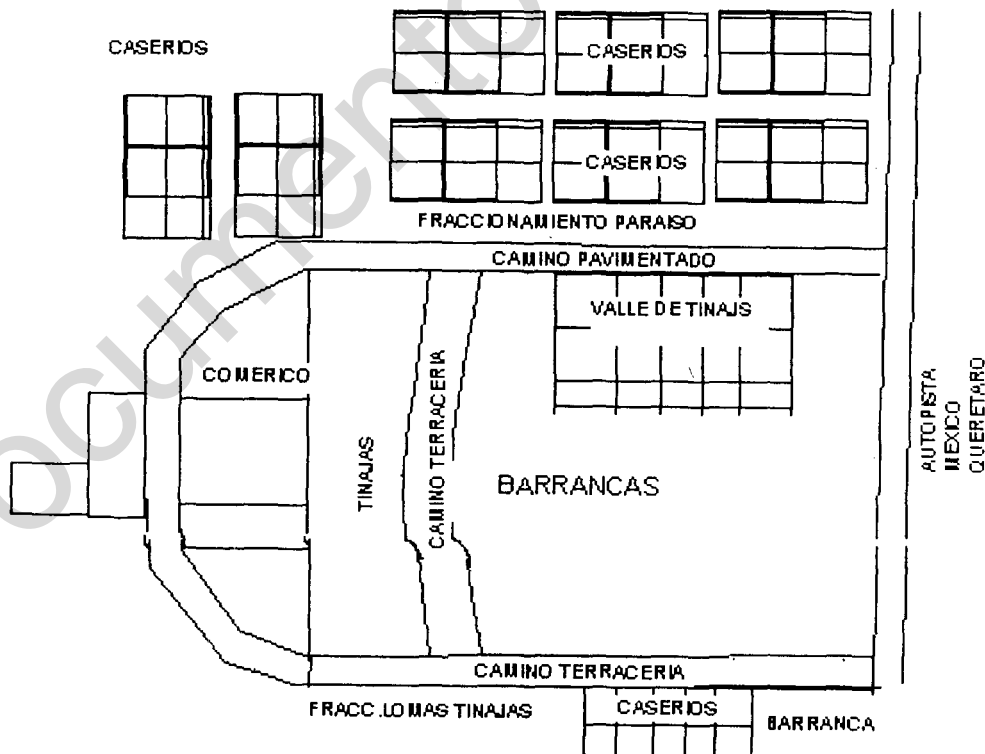 CASERIOS
CASERIOS
CASERIOS
FRACCIONAMIENTO PARAISO
CAMINO PAVIMENTADO
VALLE DE TINAJS
COMERICO
TINAJAS
CAMINO TERRACERIA
BARRANCAS
AUTOPISTA
MEXICO
QUERETARO
CAMINO TERRACERIA
FRACC.LOMAS TINAJAS
CASERIOS
BARRANCA
ocumento